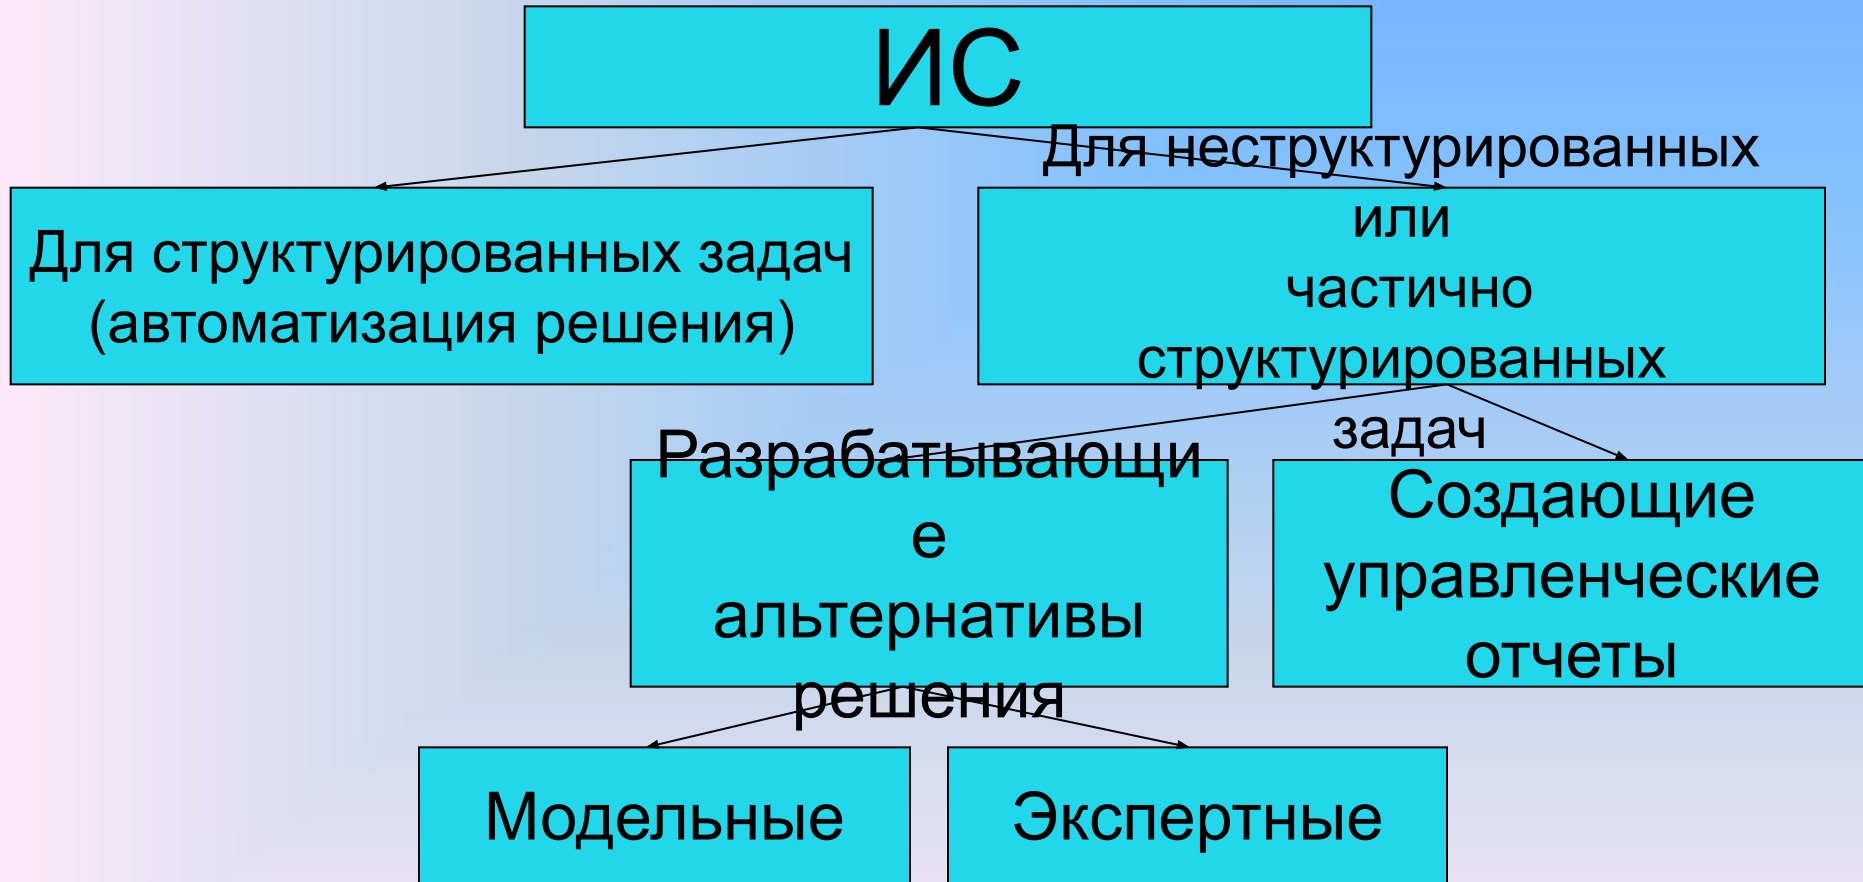 ИС
Для структурированных задач
(автоматизация решения)
Для неструктурированных
или
частично
структурированных
задач
Разрабатывающи
е
альтернативы
решения
Создающие
управленческие
отчеты
Модельные
Экспертные